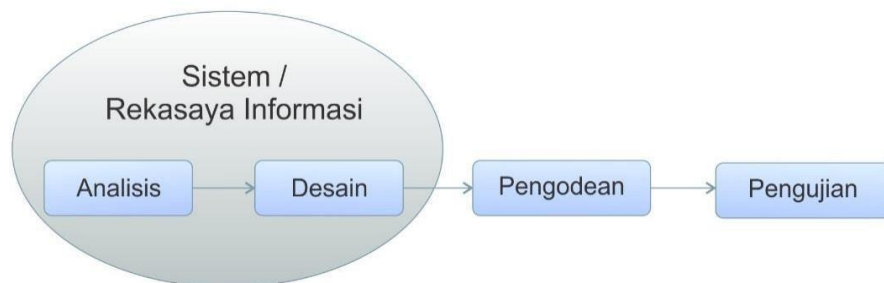 Sistem /
Rekasaya Informasi
Analisis
Desain
Pengodean
Pengujian